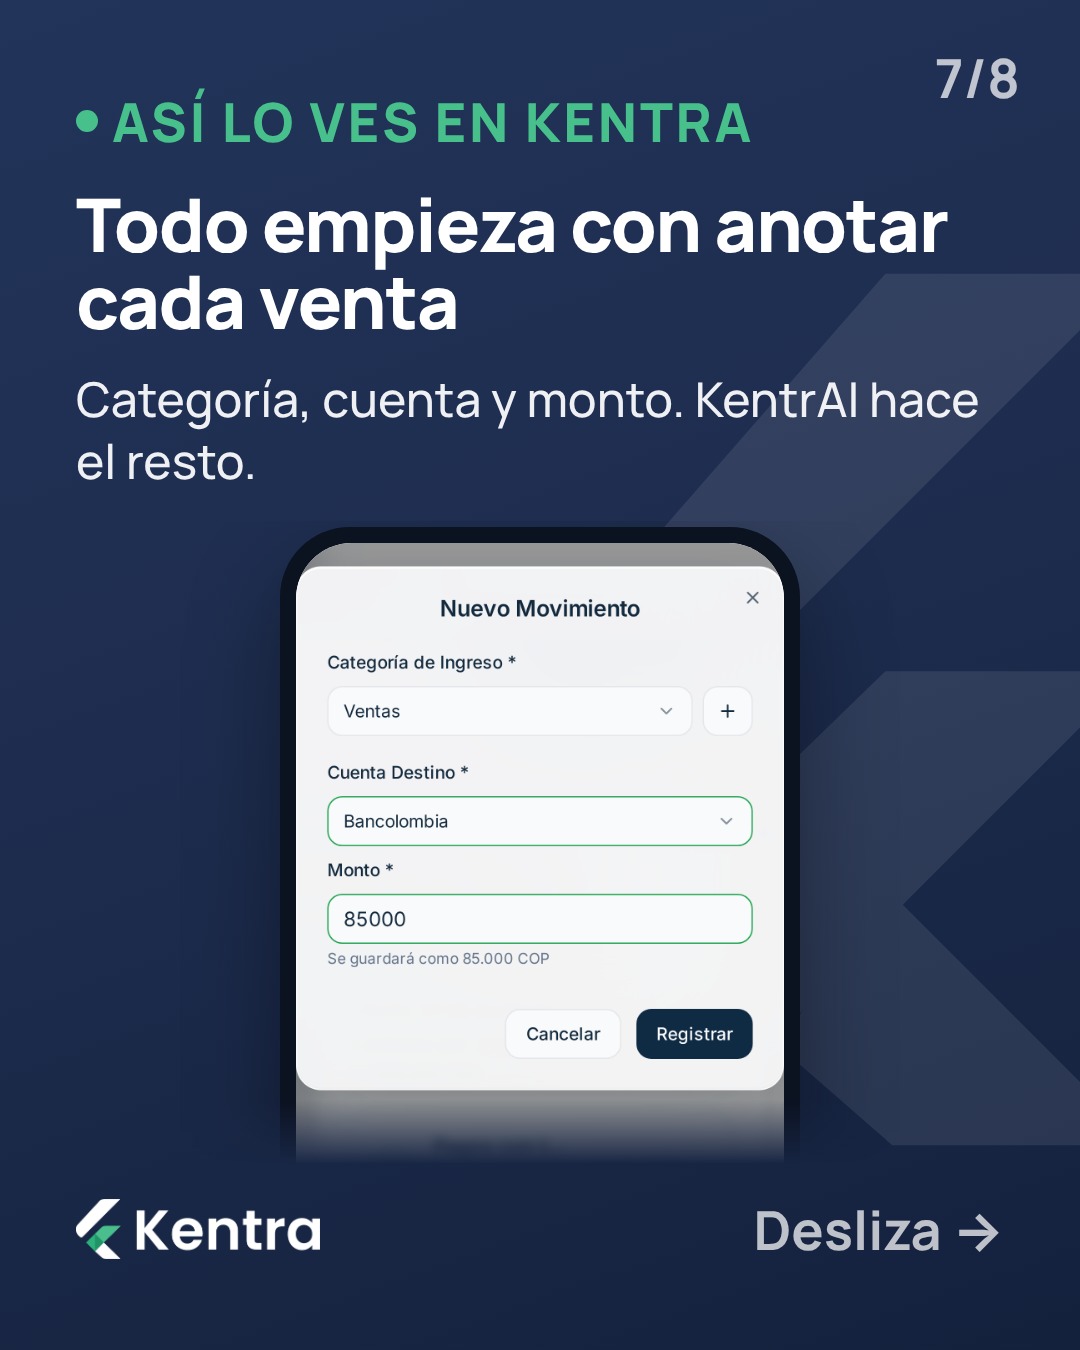 7/8
ASÍ LO VES EN KENTRA
Todo empieza con anotar
cada venta
Categoría, cuenta y monto. KentrAI hace
el resto.
Nuevo Movimiento
Categoría de Ingreso *
Ventas
Cuenta Destino *
Bancolombia
Monto *
85000
Se guardará como 85.000 COP
Cancelar
Registrar
Kentra
Desliza →